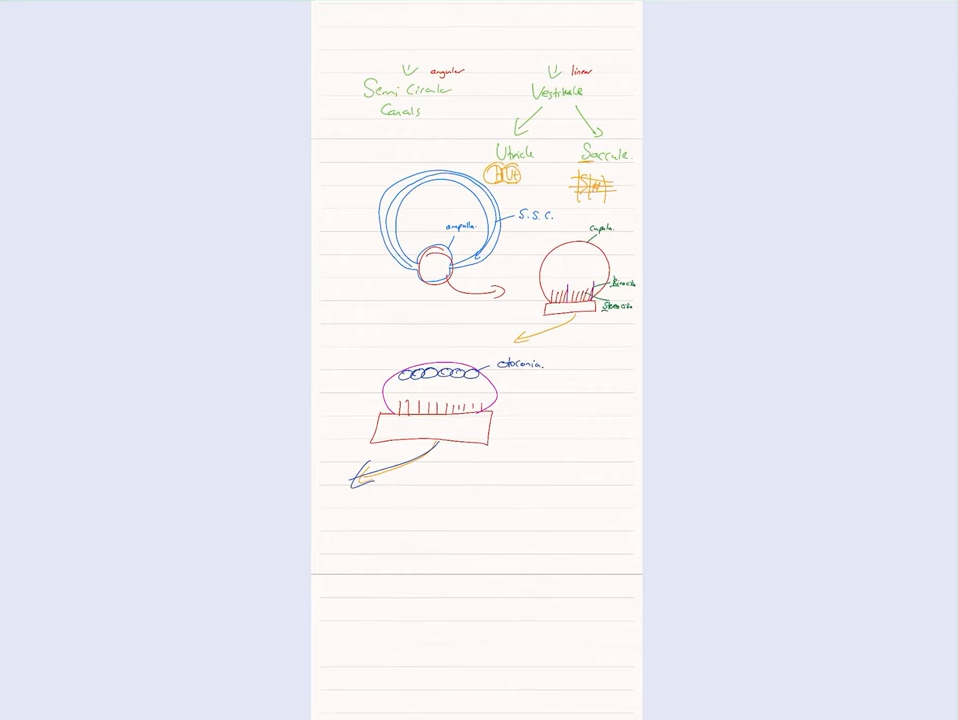 angular
linear
Semi Circular
Canals
Vestibule
Utricle
Saccule.
S.S.C.
ampulla.
cupula.
otoconia.